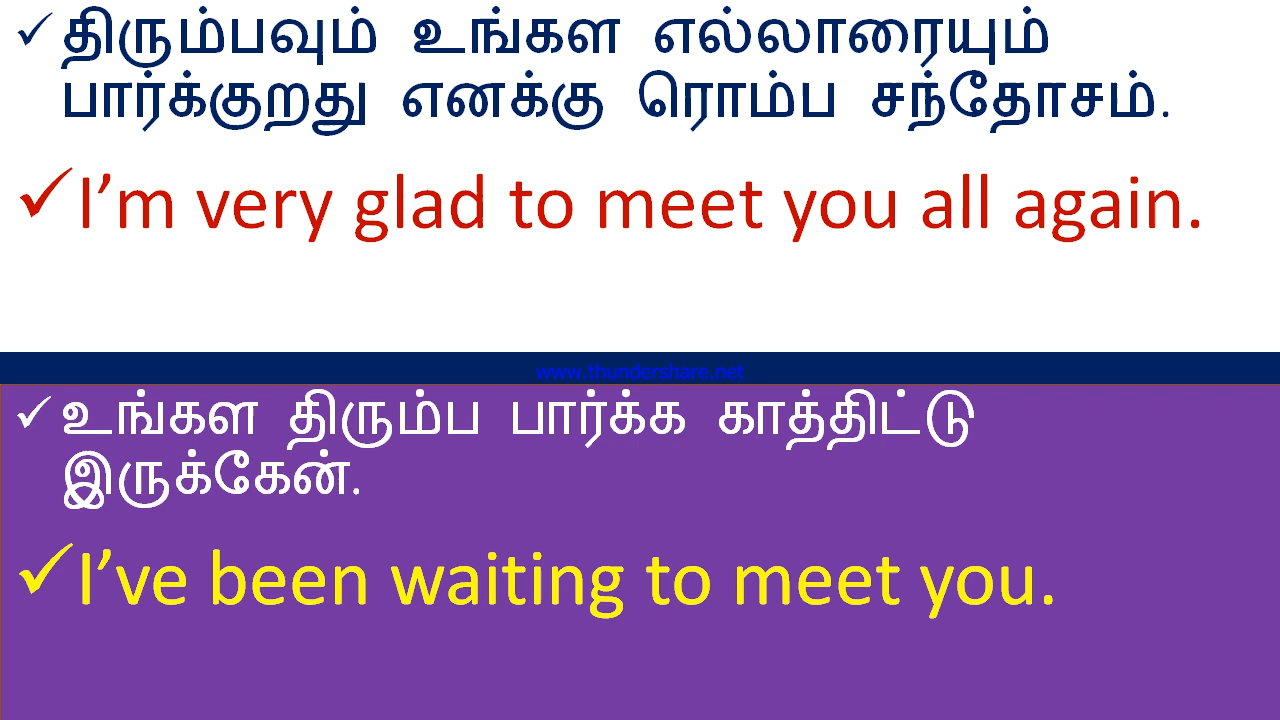 ✓ திரும்பவும் உங்கள எல்லாரையும்
பார்க்குறது எனக்கு ரொம்ப சந்தோசம்.
✓ I’m very glad to meet you all again.
www.thundershare.net
✓ உங்கள திரும்ப பார்க்க காத்திட்டு
இருக்கேன்.
✓ I’ve been waiting to meet you.